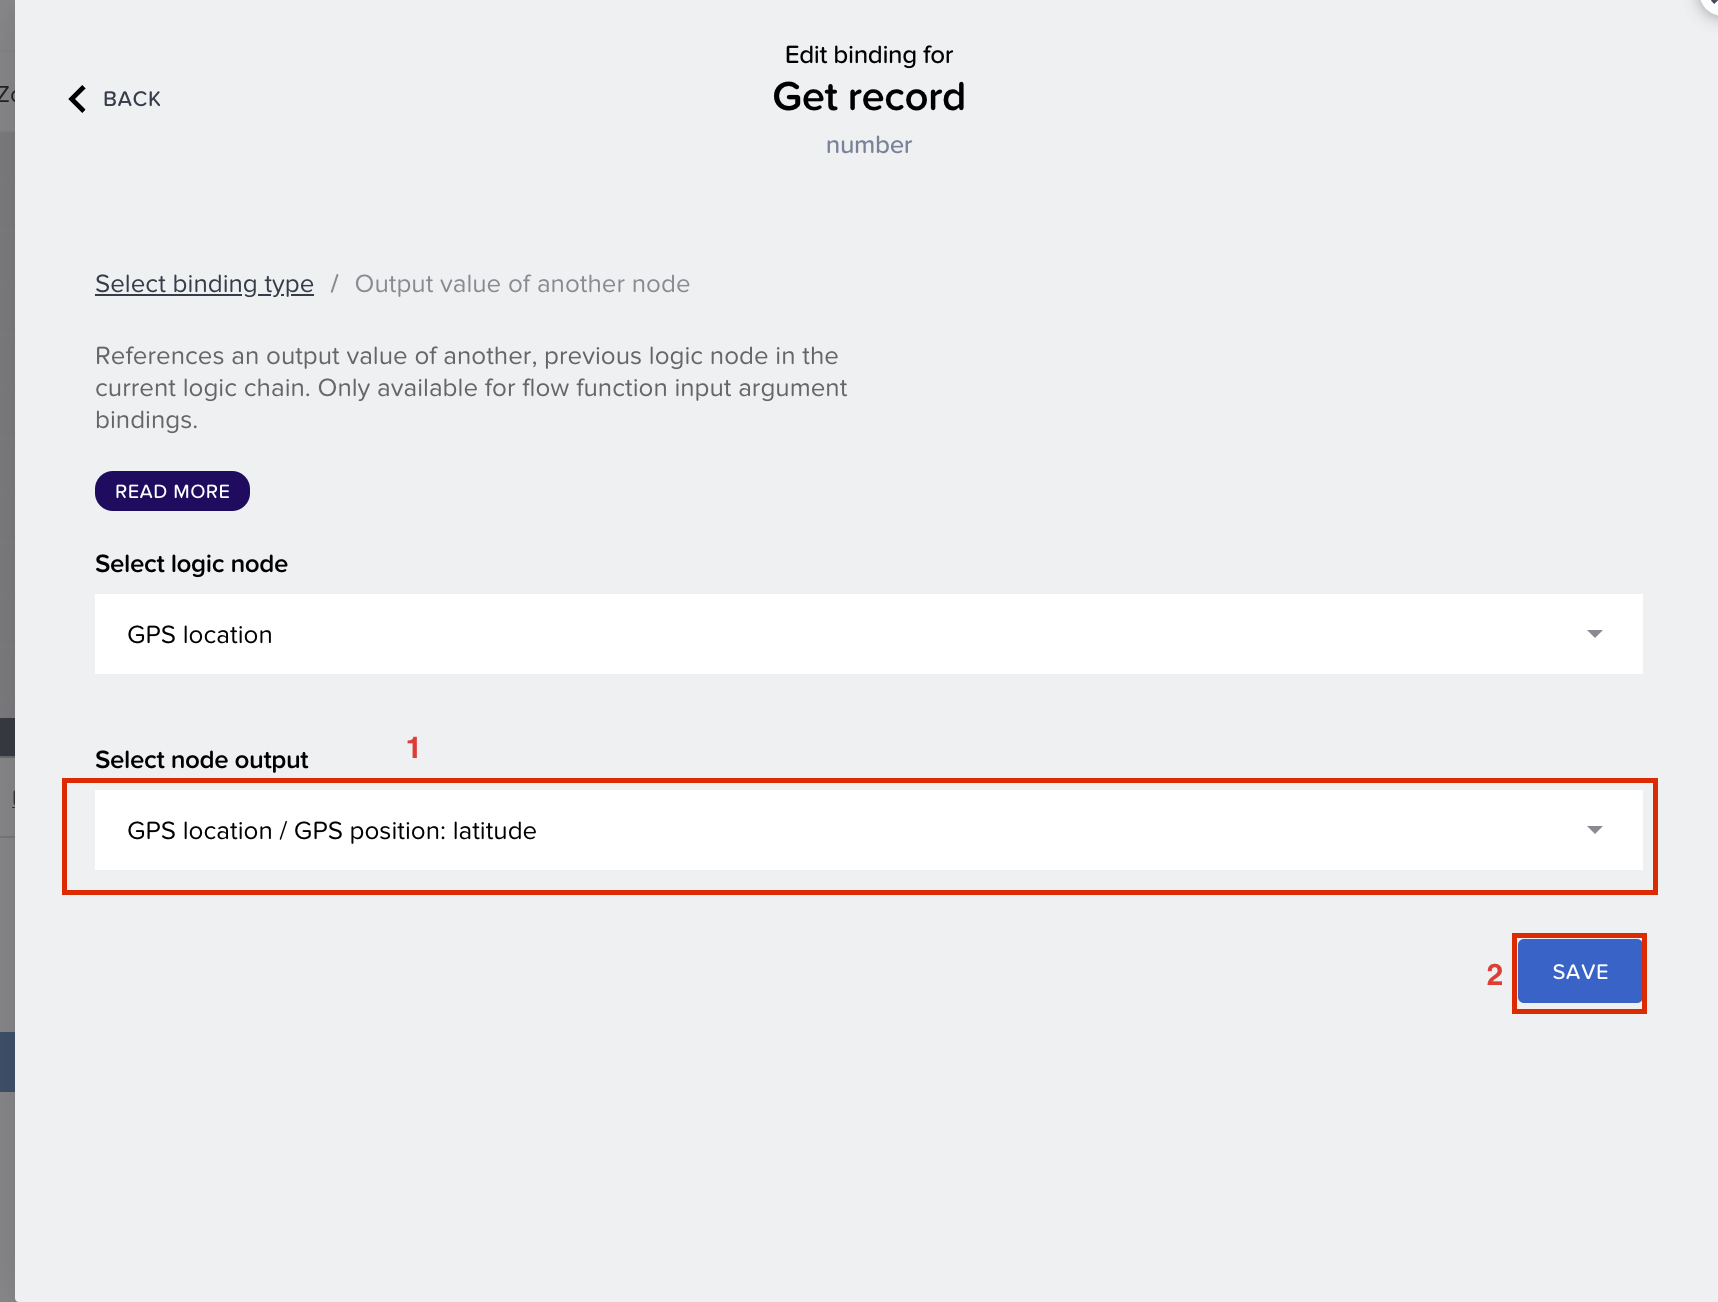 Edit binding for
BACK
Get record
number
Select binding type / Output value of another node
References an output value of another, previous logic node in the
current logic chain. Only available for flow function input argument
bindings.
READ MORE
Select logic node
GPS location
Select node output
1
GPS location / GPS position: latitude
2
SAVE